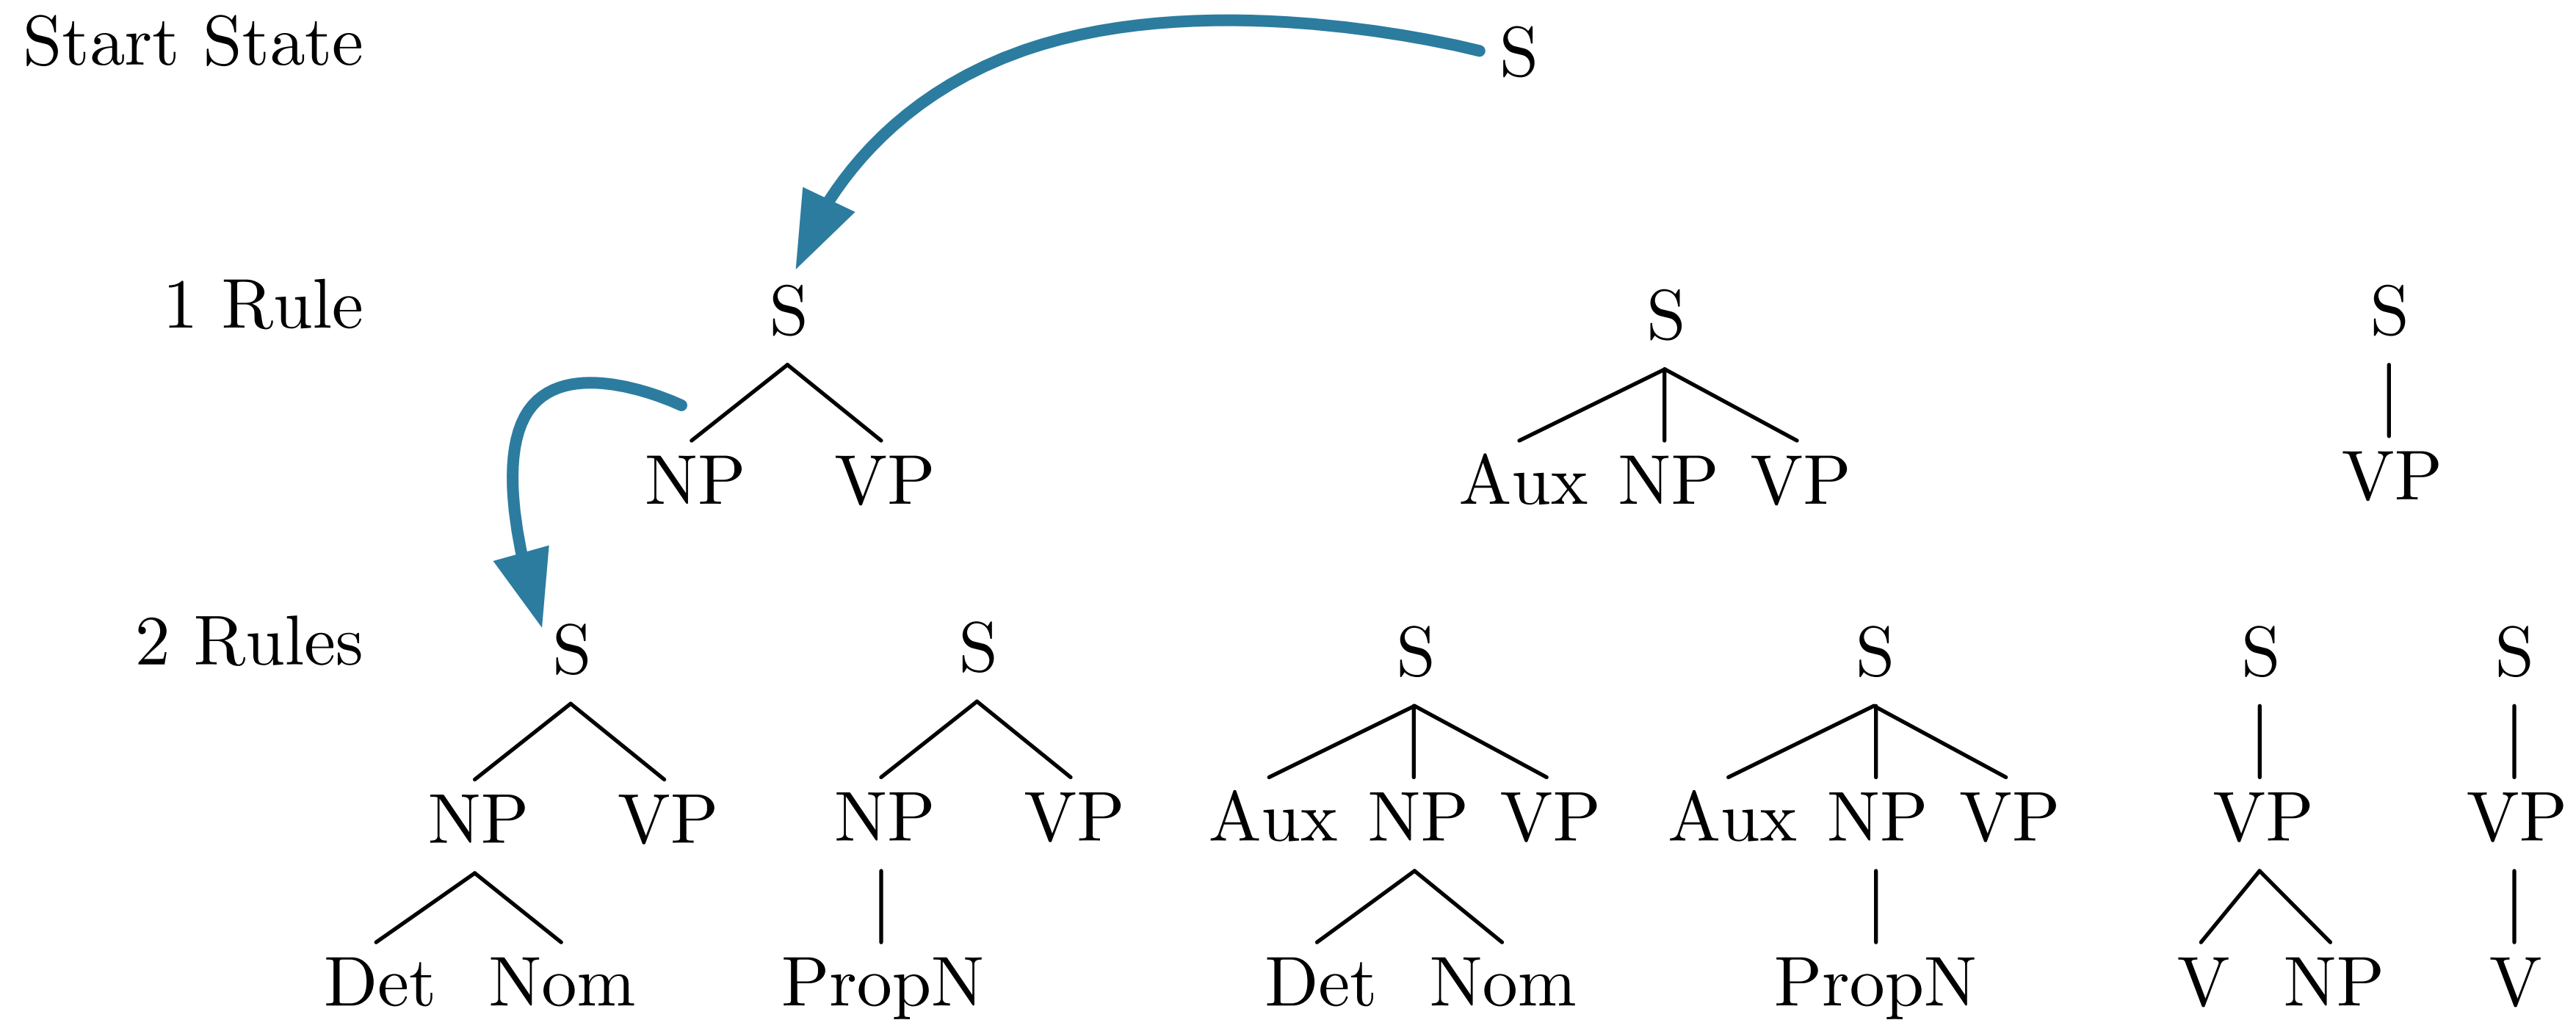 Start State S
1 Rule S S S
NP VP Aux NP VP VP
2 Rules S S S S S S
NP VP NP VP Aux NP VP Aux NP VP VP VP
Det Nom PropN Det Nom PropN V NP V